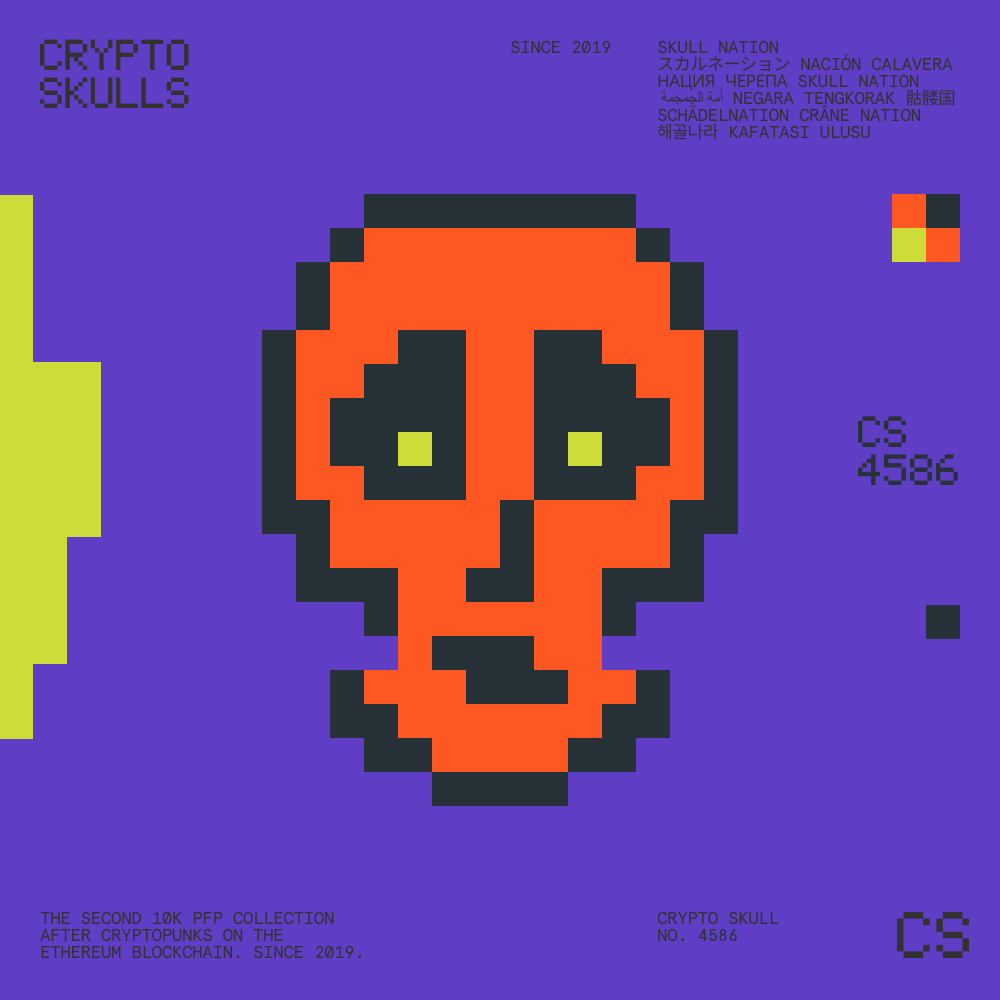 CRYPTO
SKULLS
SINCE 2019
SKULL NATION
スカルネーション NACIÓN CALAVERA
НАЦИЯ ЧЕРЕПА SKULL NATION
أمة الجمجمة NEGARA TENGKORAK 骷髅国
SCHÄDELNATION CRÂNE NATION
해골나라 KAFATASI ULUSU
CS
4586
THE SECOND 10K PFP COLLECTION
AFTER CRYPTOPUNKS ON THE
ETHEREUM BLOCKCHAIN. SINCE 2019.
CRYPTO SKULL
NO. 4586
CS